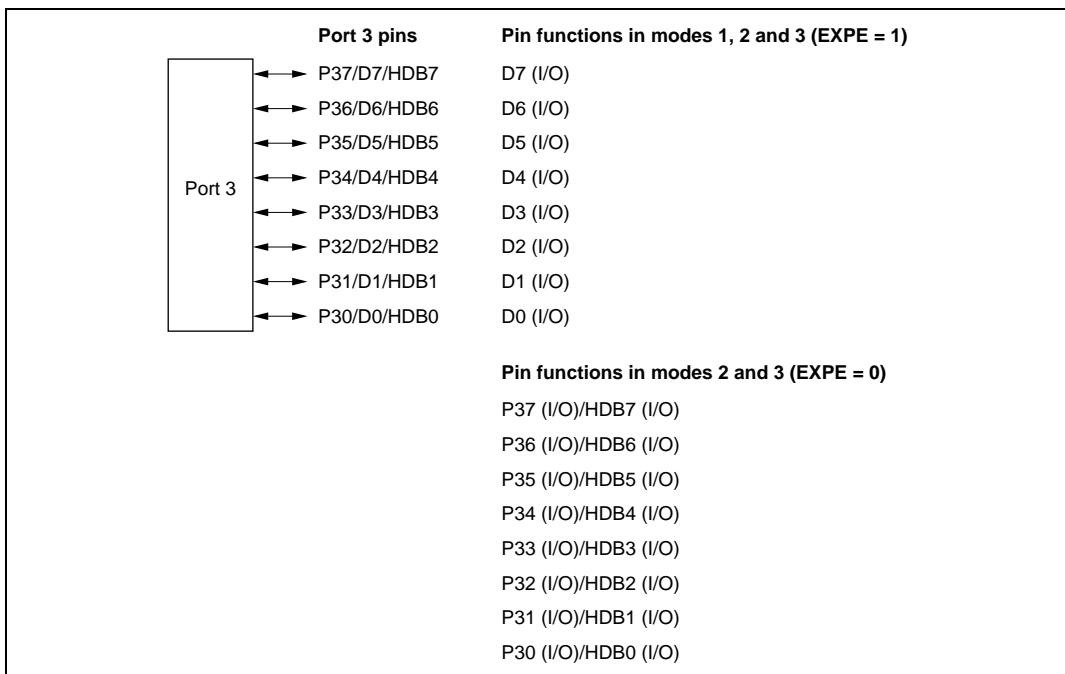 Port 3 pins Pin functions in modes 1, 2 and 3 (EXPE = 1)
P37/D7/HDB7 D7 (I/O)
P36/D6/HDB6 D6 (I/O)
P35/D5/HDB5 D5 (I/O)
P34/D4/HDB4 D4 (I/O)
Port 3
P33/D3/HDB3 D3 (I/O)
P32/D2/HDB2 D2 (I/O)
P31/D1/HDB1 D1 (I/O)
P30/D0/HDB0 D0 (I/O)
Pin functions in modes 2 and 3 (EXPE = 0)
P37 (I/O)/HDB7 (I/O)
P36 (I/O)/HDB6 (I/O)
P35 (I/O)/HDB5 (I/O)
P34 (I/O)/HDB4 (I/O)
P33 (I/O)/HDB3 (I/O)
P32 (I/O)/HDB2 (I/O)
P31 (I/O)/HDB1 (I/O)
P30 (I/O)/HDB0 (I/O)